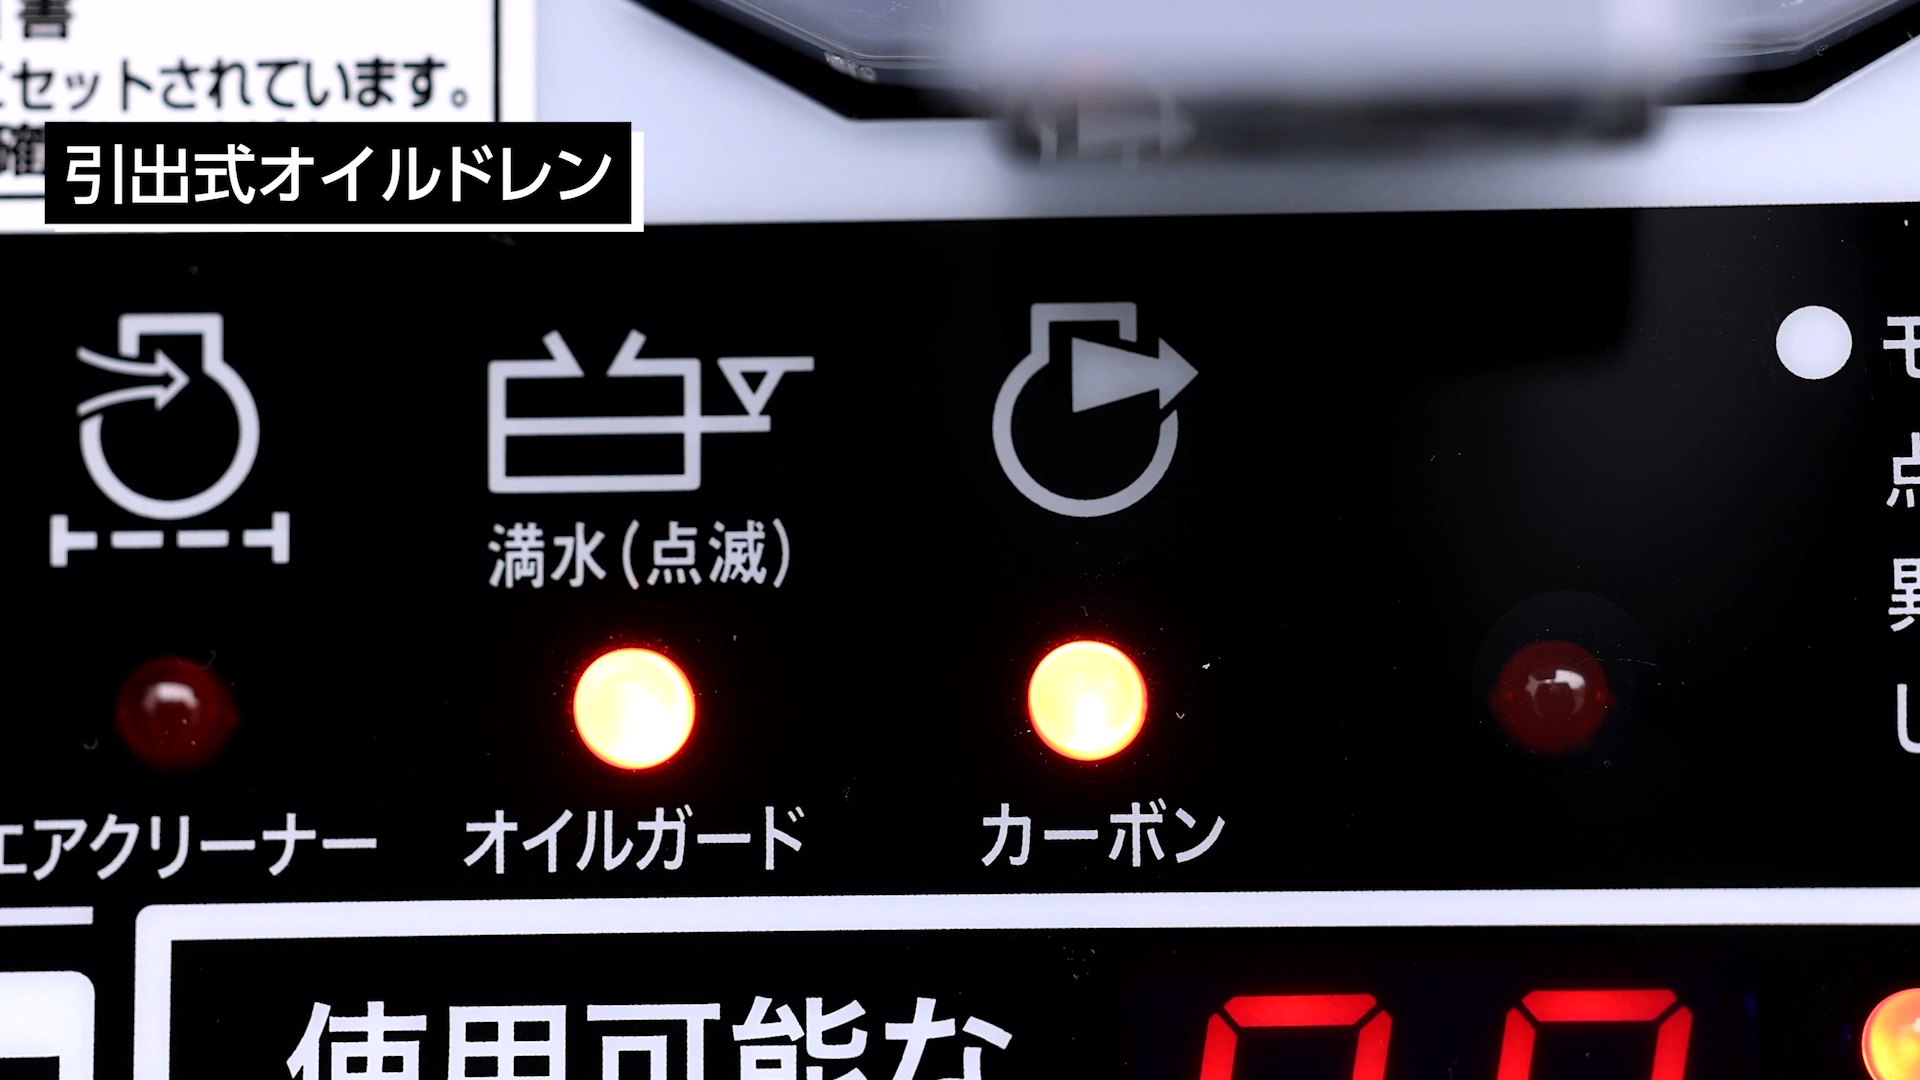 セットされています。
引出式オイルドレン
満水(点滅)
エアクリーナー
オイルガード
カーボン
使用可能な